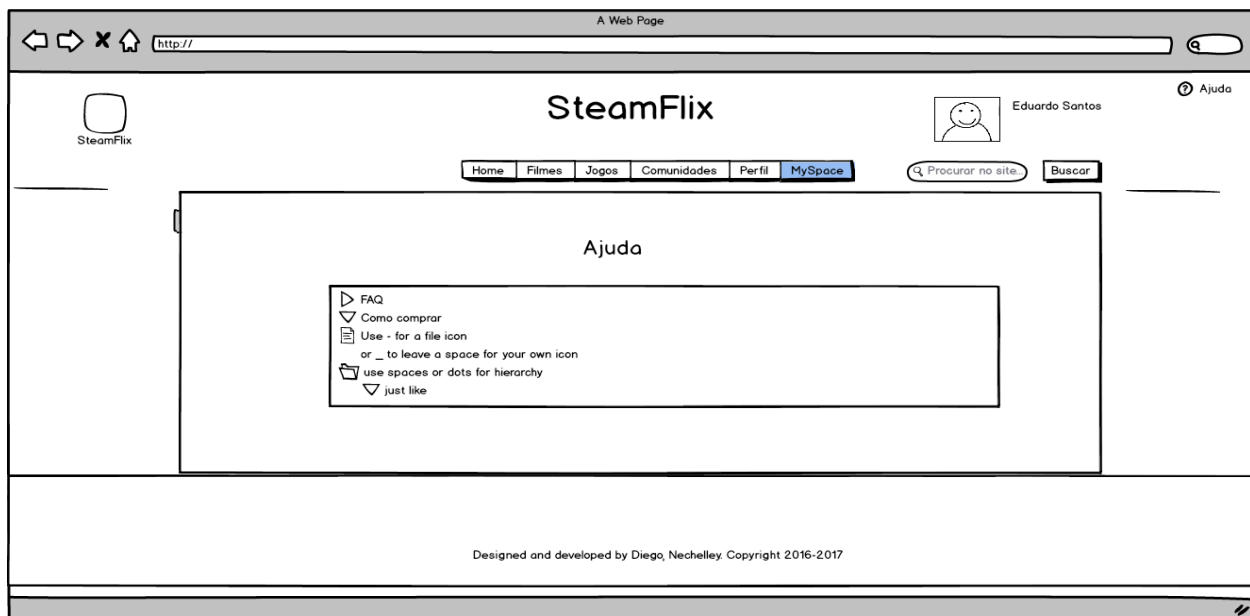 A Web Page
http://
Ajuda
SteamFlix
Eduardo Santos
SteamFlix
Home Filmes Jogos Comunidades Perfil MySpace
Procurar no site...
Buscar
Ajuda
FAQ
Como comprar
Use - for a file icon
or _ to leave a space for your own icon
use spaces or dots for hierarchy
just like
Designed and developed by Diego, Nechelley. Copyright 2016-2017